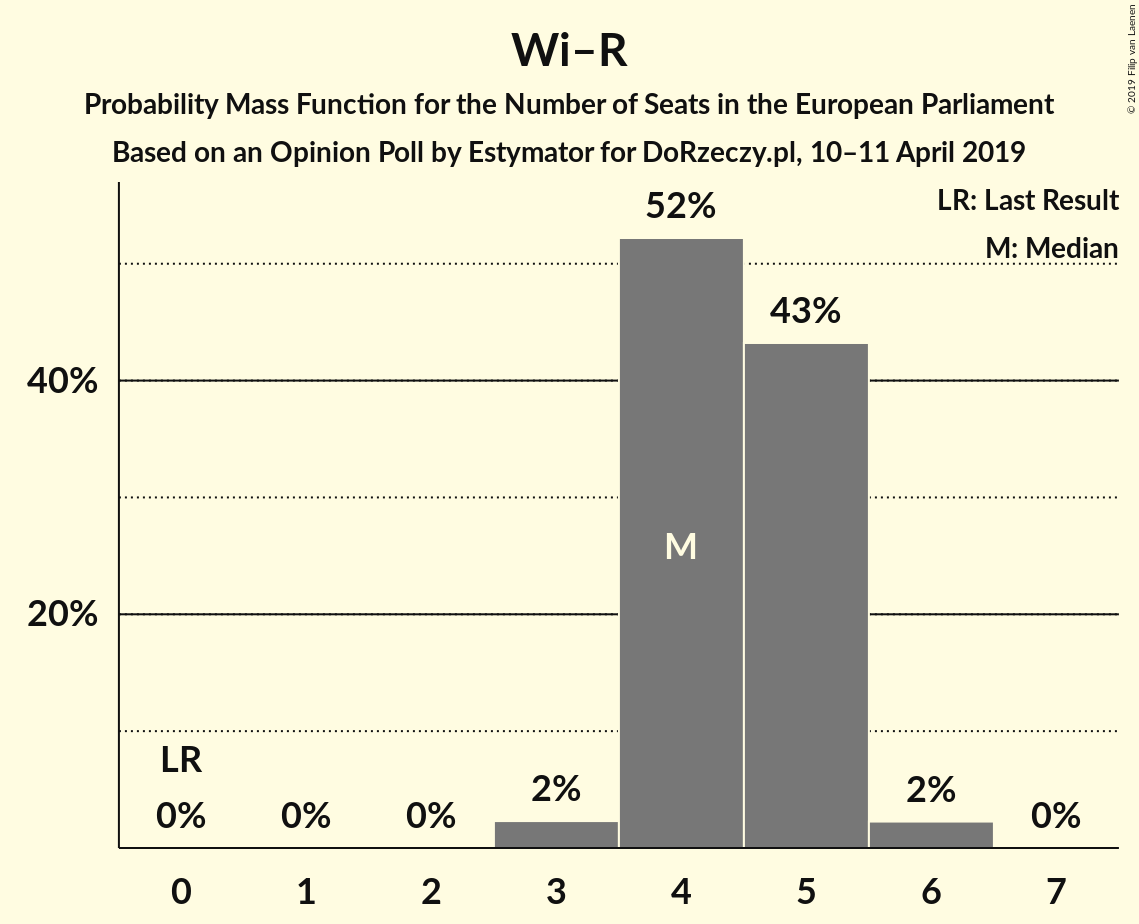 Wi–R
Probability Mass Function for the Number of Seats in the European Parliament
Based on an Opinion Poll by Estymator for DoRzeczy.pl, 10–11 April 2019
© 2019 Filip van Laenen
LR: Last Result
M: Median
52%
43%
40%
M
20%
LR
0% 0% 0% 2% 2% 0%
0 1 2 3 4 5 6 7